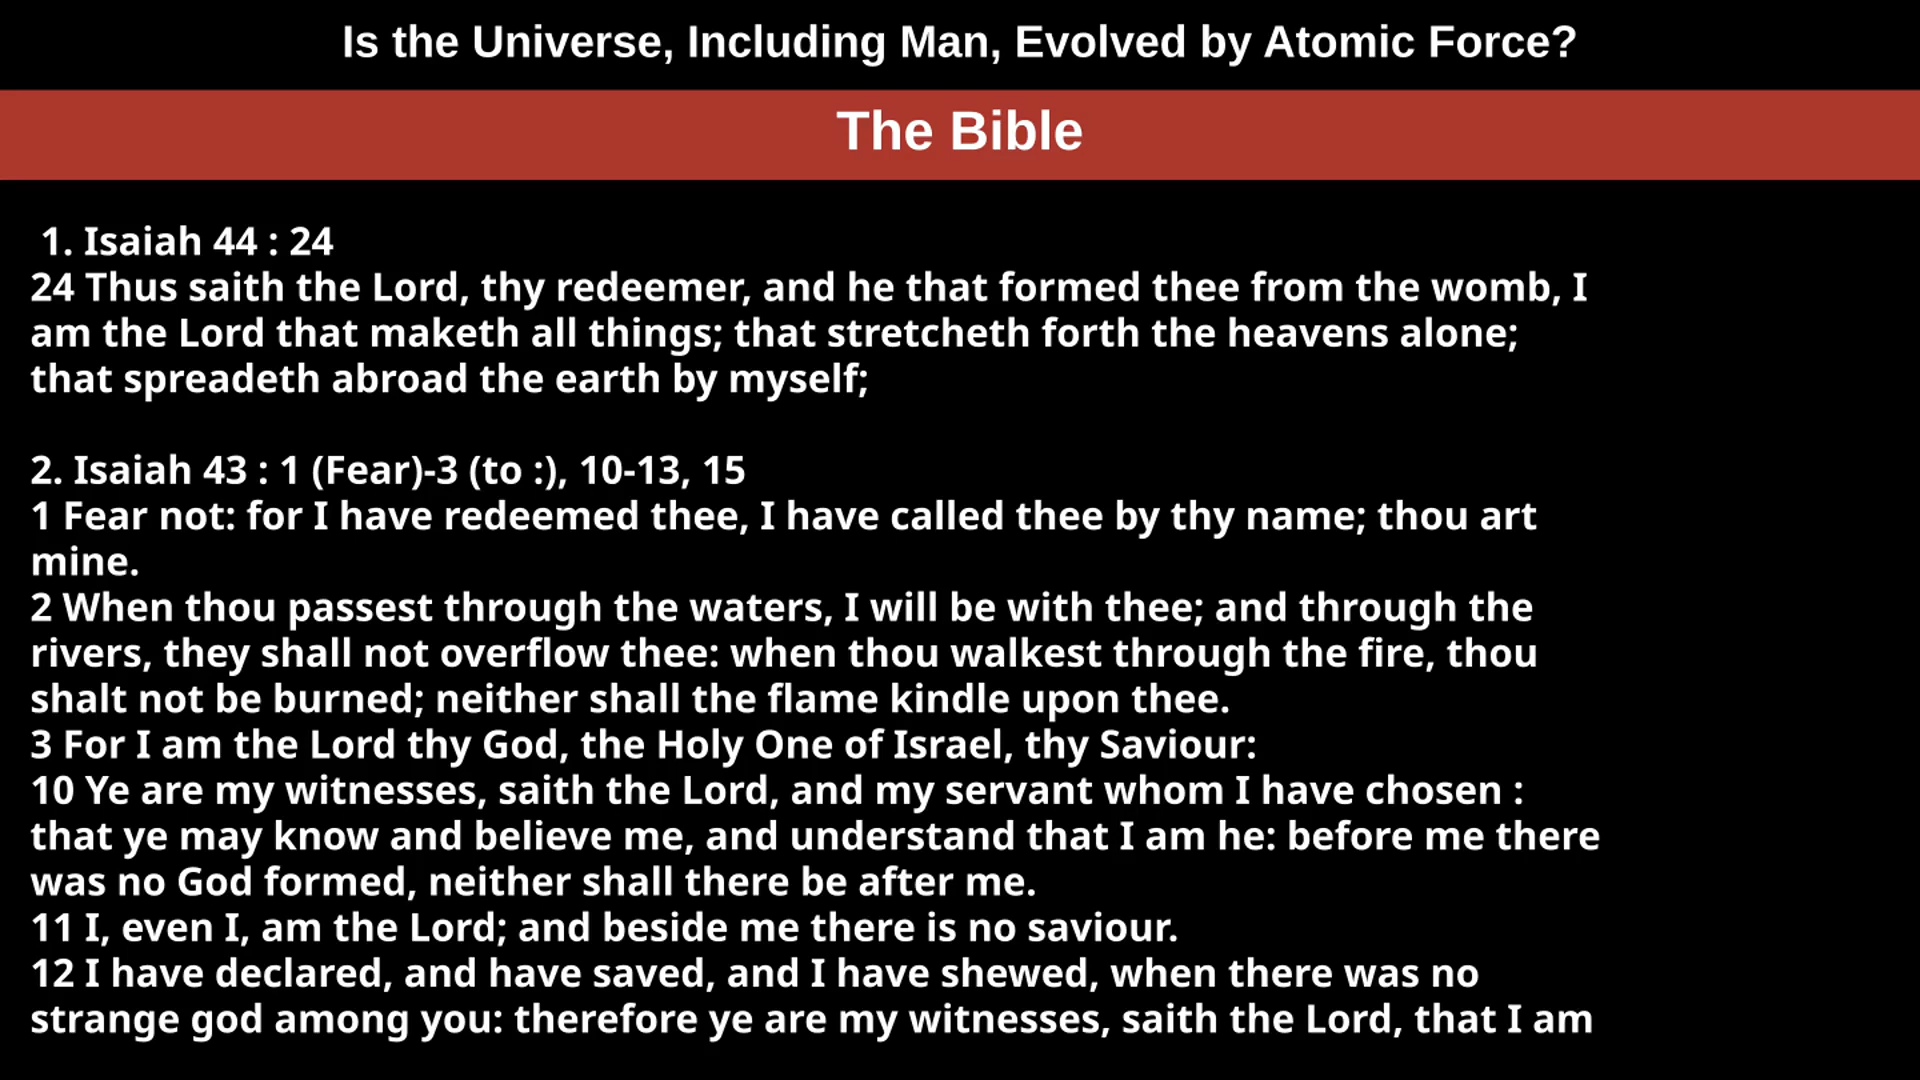 Is the Universe, Including Man, Evolved by Atomic Force?
The Bible
1. Isaiah 44 : 24
24 Thus saith the Lord, thy redeemer, and he that formed thee from the womb, I
am the Lord that maketh all things; that stretcheth forth the heavens alone;
that spreadeth abroad the earth by myself;
2. Isaiah 43 : 1 (Fear)-3 (to :), 10-13, 15
1 Fear not: for I have redeemed thee, I have called thee by thy name; thou art
mine.
2 When thou passest through the waters, I will be with thee; and through the
rivers, they shall not overflow thee: when thou walkest through the fire, thou
shalt not be burned; neither shall the flame kindle upon thee.
3 For I am the Lord thy God, the Holy One of Israel, thy Saviour:
10 Ye are my witnesses, saith the Lord, and my servant whom I have chosen :
that ye may know and believe me, and understand that I am he: before me there
was no God formed, neither shall there be after me.
11 I, even I, am the Lord; and beside me there is no saviour.
12 I have declared, and have saved, and I have shewed, when there was no
strange god among you: therefore ye are my witnesses, saith the Lord, that I am